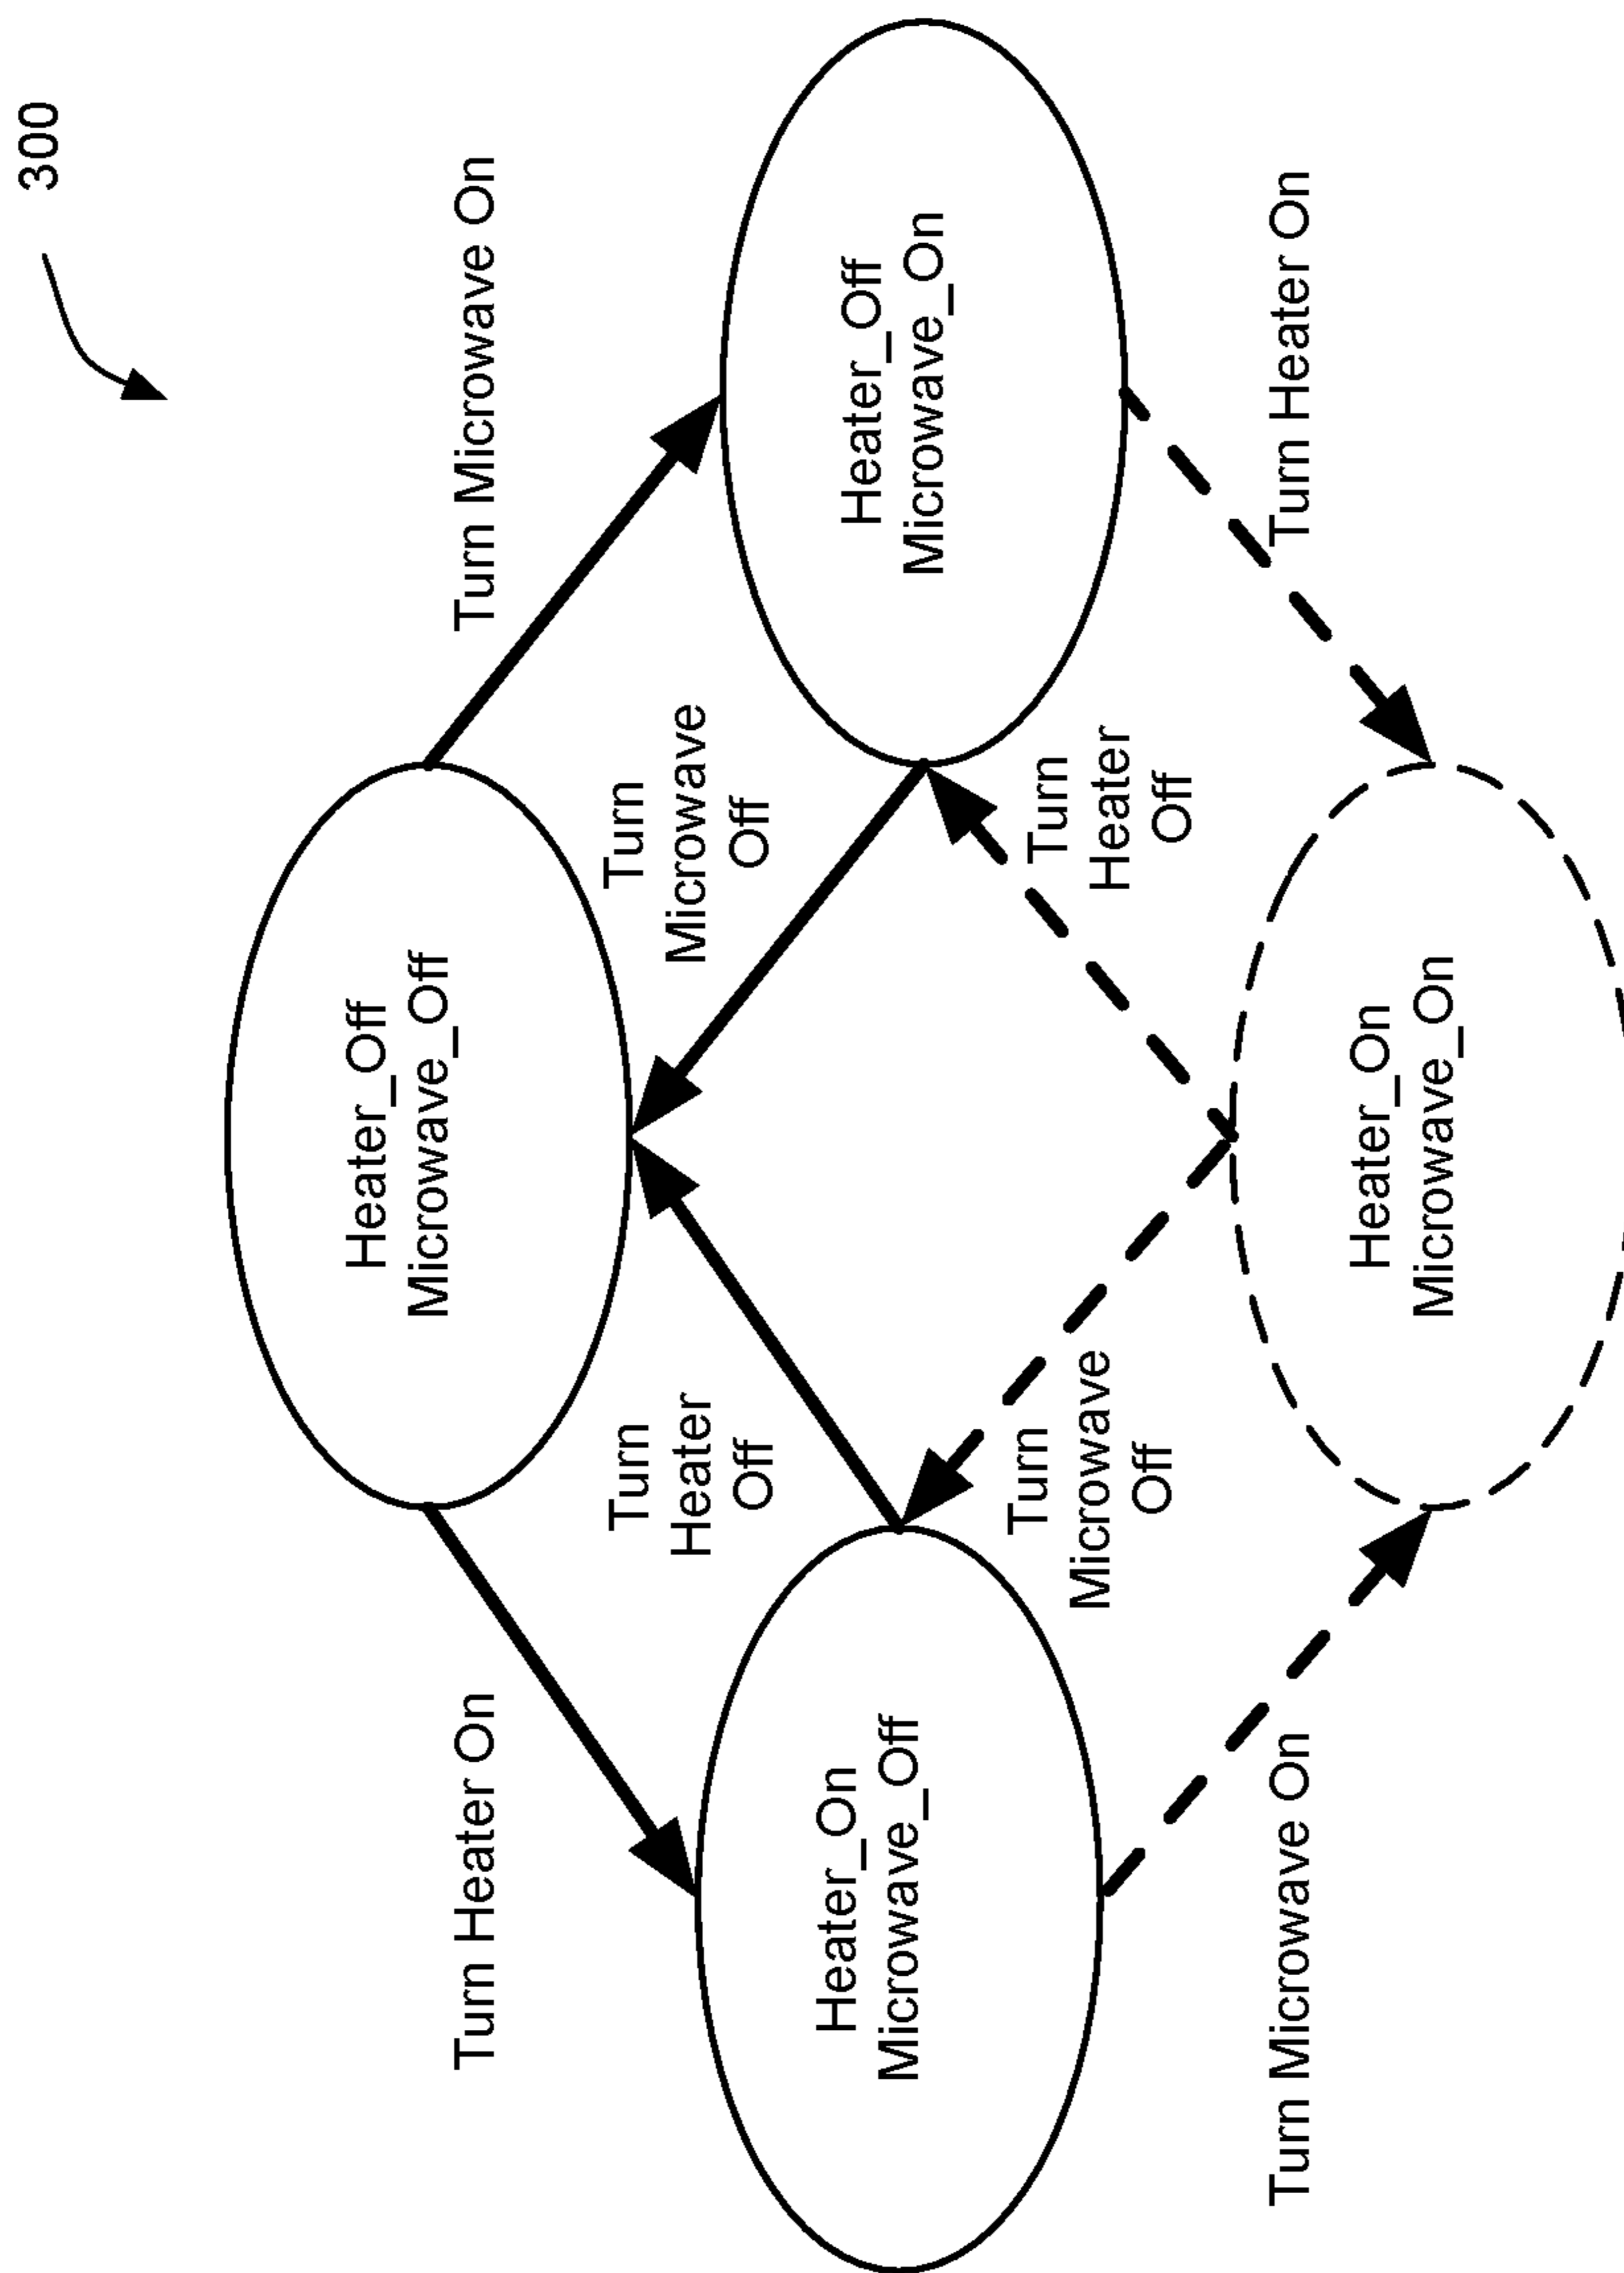 300
Turn Heater On
Turn Microwave On
Heater_Off
Microwave_Off
Turn
Heater
Off
Turn
Microwave
Off
Heater_On
Microwave_Off
Heater_Off
Microwave_On
Turn
Microwave
Off
Turn
Heater
Off
Turn Microwave On
Turn Heater On
Heater_On
Microwave_On